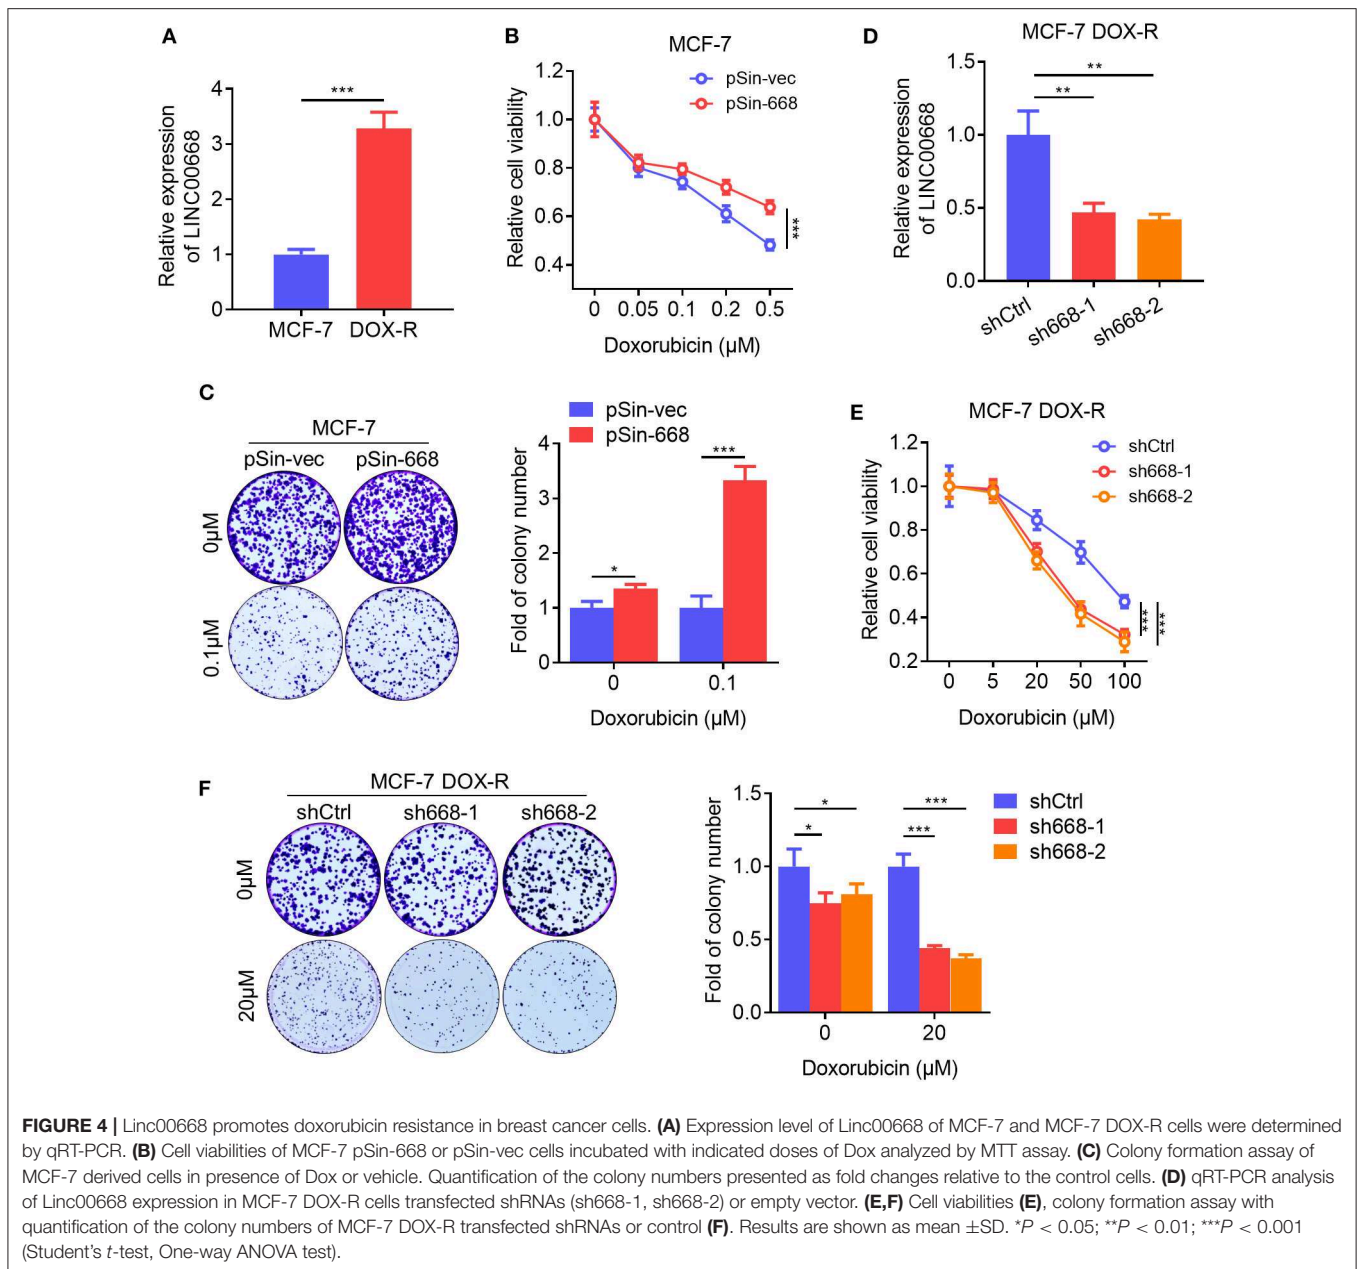 A
Relative expression
of LINC00668
4
3
2
1
0
***
MCF-7
DOX-R
B
MCF-7
pSin-vec
pSin-668
Relative cell viability
1.2
1.0
0.8
0.6
0.4
***
0 0.05 0.1 0.2 0.5
Doxorubicin (µM)
D
MCF-7 DOX-R
Relative expression
of LINC00668
1.5
1.0
0.5
0.0
**
**
shCtrl
sh668-1
sh668-2
C
MCF-7
pSin-vec pSin-668
0µM
0.1µM
pSin-vec
pSin-668
Fold of colony number
4
3
2
1
0
*
***
0 0.1
Doxorubicin (µM)
E
MCF-7 DOX-R
shCtrl
sh668-1
sh668-2
Relative cell viability
1.2
1.0
0.8
0.6
0.4
0.2
***
***
0 5 20 50 100
Doxorubicin (µM)
F
MCF-7 DOX-R
shCtrl sh668-1 sh668-2
0µM
20µM
Fold of colony number
1.5
1.0
0.5
0.0
*
*
***
***
shCtrl
sh668-1
sh668-2
0 20
Doxorubicin (µM)
FIGURE 4 | Linc00668 promotes doxorubicin resistance in breast cancer cells. (A) Expression level of Linc00668 of MCF-7 and MCF-7 DOX-R cells were determined
by qRT-PCR. (B) Cell viabilities of MCF-7 pSin-668 or pSin-vec cells incubated with indicated doses of Dox analyzed by MTT assay. (C) Colony formation assay of
MCF-7 derived cells in presence of Dox or vehicle. Quantification of the colony numbers presented as fold changes relative to the control cells. (D) qRT-PCR analysis
of Linc00668 expression in MCF-7 DOX-R cells transfected shRNAs (sh668-1, sh668-2) or empty vector. (E,F) Cell viabilities (E), colony formation assay with
quantification of the colony numbers of MCF-7 DOX-R transfected shRNAs or control (F). Results are shown as mean ±SD. *P < 0.05; **P < 0.01; ***P < 0.001
(Student's t-test, One-way ANOVA test).